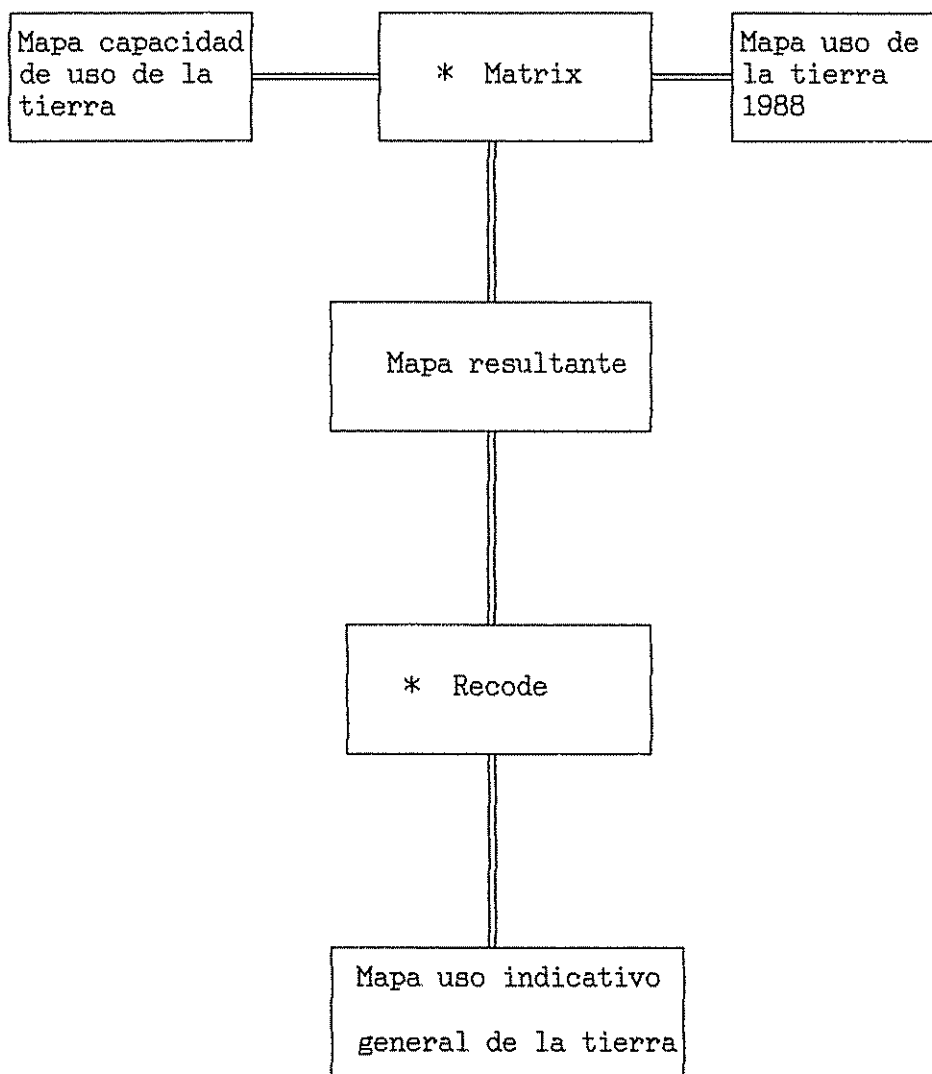 Mapa capacidad
de uso de la
tierra
* Matrix
Mapa uso de
la tierra
1988
Mapa resultante
* Recode
Mapa uso indicativo
general de la tierra